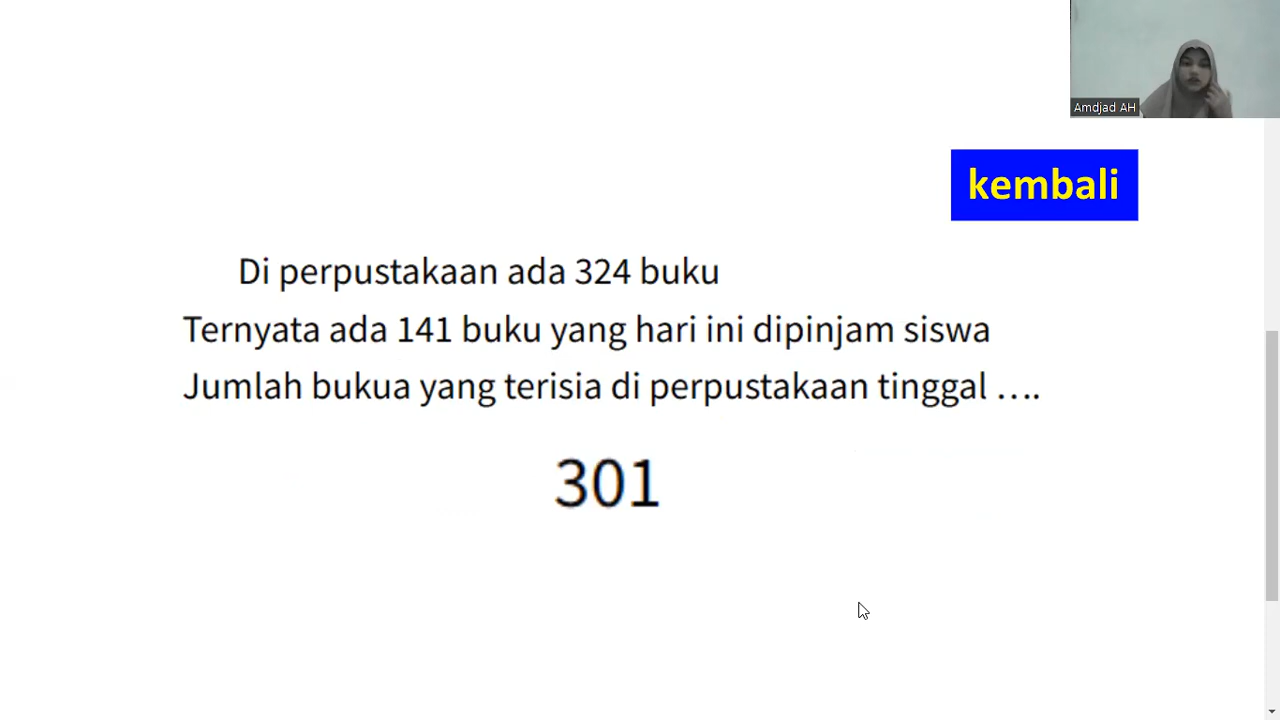 Amdjad AH
kembali
Di perpustakaan ada 324 buku
Ternyata ada 141 buku yang hari ini dipinjam siswa
Jumlah bukua yang terisia di perpustakaan tinggal ….
301